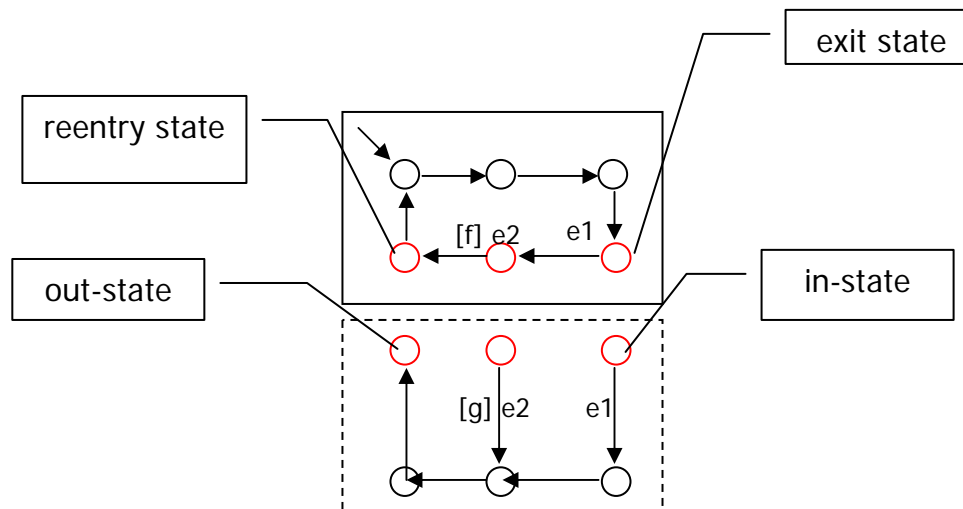 exit state
reentry state
[f] e2 e1
out-state
in-state
[g] e2 e1